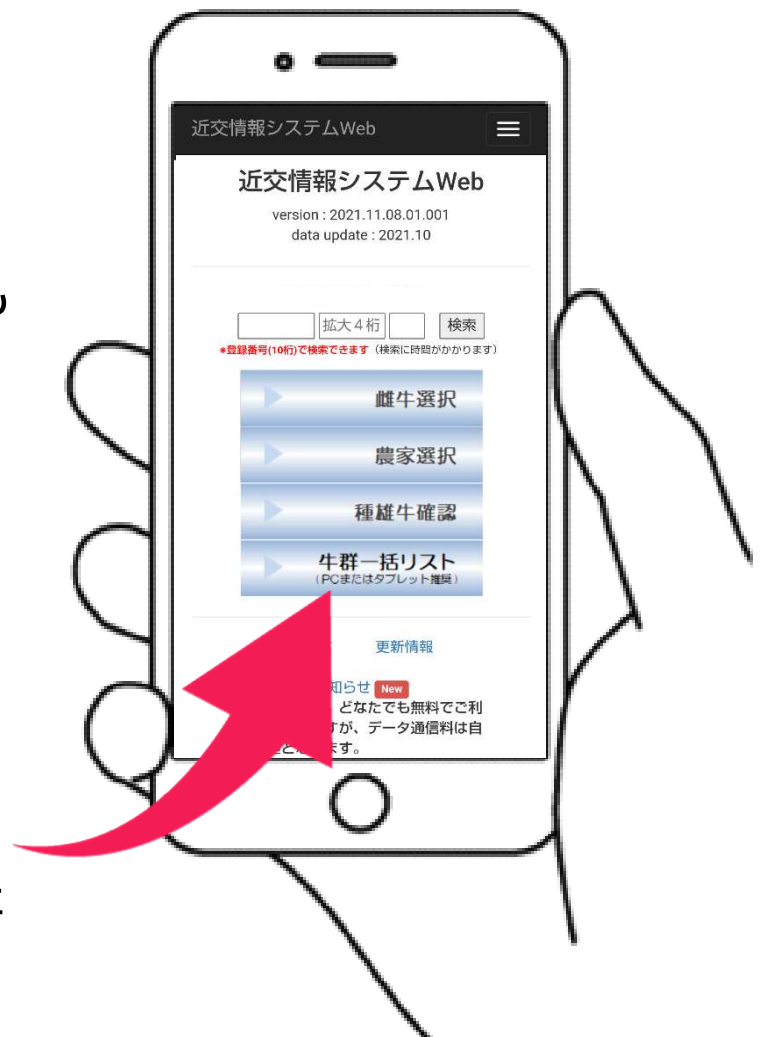 近交情報システムWeb
近交情報システムWeb
version : 2021.11.08.01.001
data update : 2021.10
拡大4桁 検索
*登録番号(10桁)で検索できます（検索に時間がかかります）
雌牛選択
農家選択
種雄牛確認
牛群一括リスト
（PCまたはタブレット推奨）
更新情報
知らせ New
どなたでも無料でご利
すが、データ通信料は自
ます。